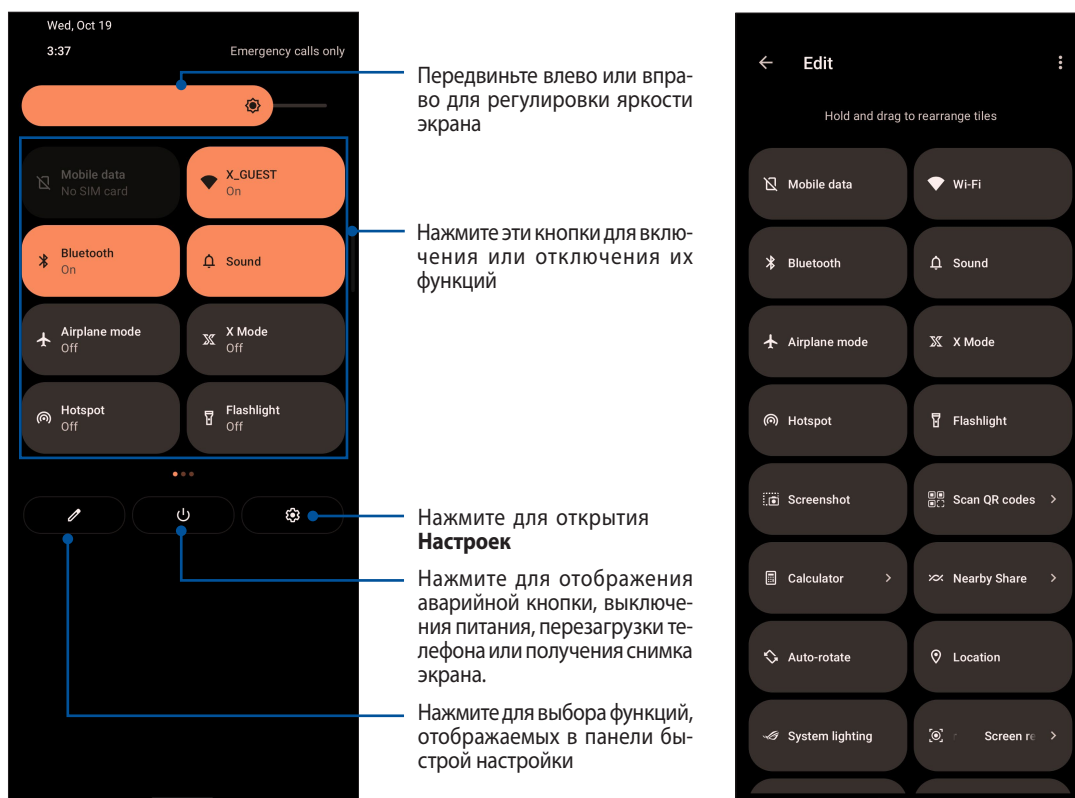 Wed, Oct 19
3:37
Emergency calls only
Mobile data
No SIM card
X_GUEST
On
Bluetooth
On
Sound
Airplane mode
Off
X Mode
Off
Hotspot
Off
Flashlight
Off
Передвиньте влево или впра-
во для регулировки яркости
экрана
Нажмите эти кнопки для вклю-
чения или отключения их
функций
Нажмите для открытия
Настроек
Нажмите для отображения
аварийной кнопки, выключе-
ния питания, перезагрузки те-
лефона или получения снимка
экрана.
Нажмите для выбора функций,
отображаемых в панели бы-
строй настройки
Edit
Hold and drag to rearrange tiles
Mobile data
Wi-Fi
Bluetooth
Sound
Airplane mode
X Mode
Hotspot
Flashlight
Screenshot
Scan QR codes
Calculator
Nearby Share
Auto-rotate
Location
System lighting
Screen re